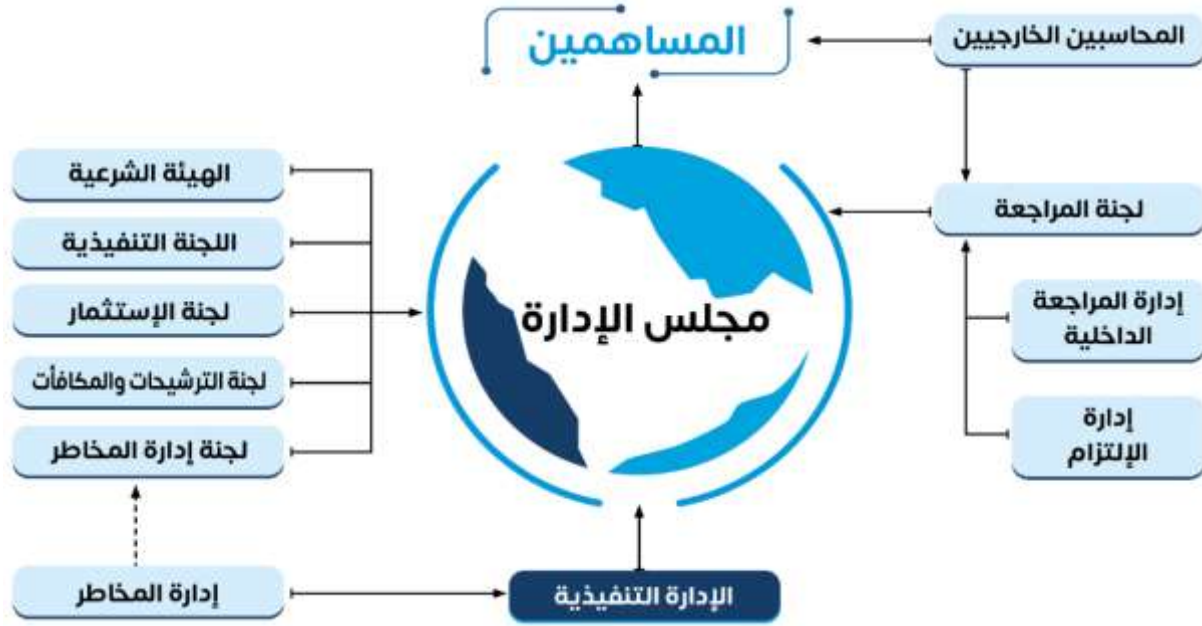 المساهمين
المحاسبين الخارجيين
الهيئة الشرعية
لجنة المراجعة
اللجنة التنفيذية
لجنة الإستثمار
مجلس الإدارة
إدارة المراجعة
الداخلية
لجنة الترشيحات والمكافأت
إدارة
الإلتزام
لجنة إدارة المخاطر
الإدارة التنفيذية
إدارة المخاطر